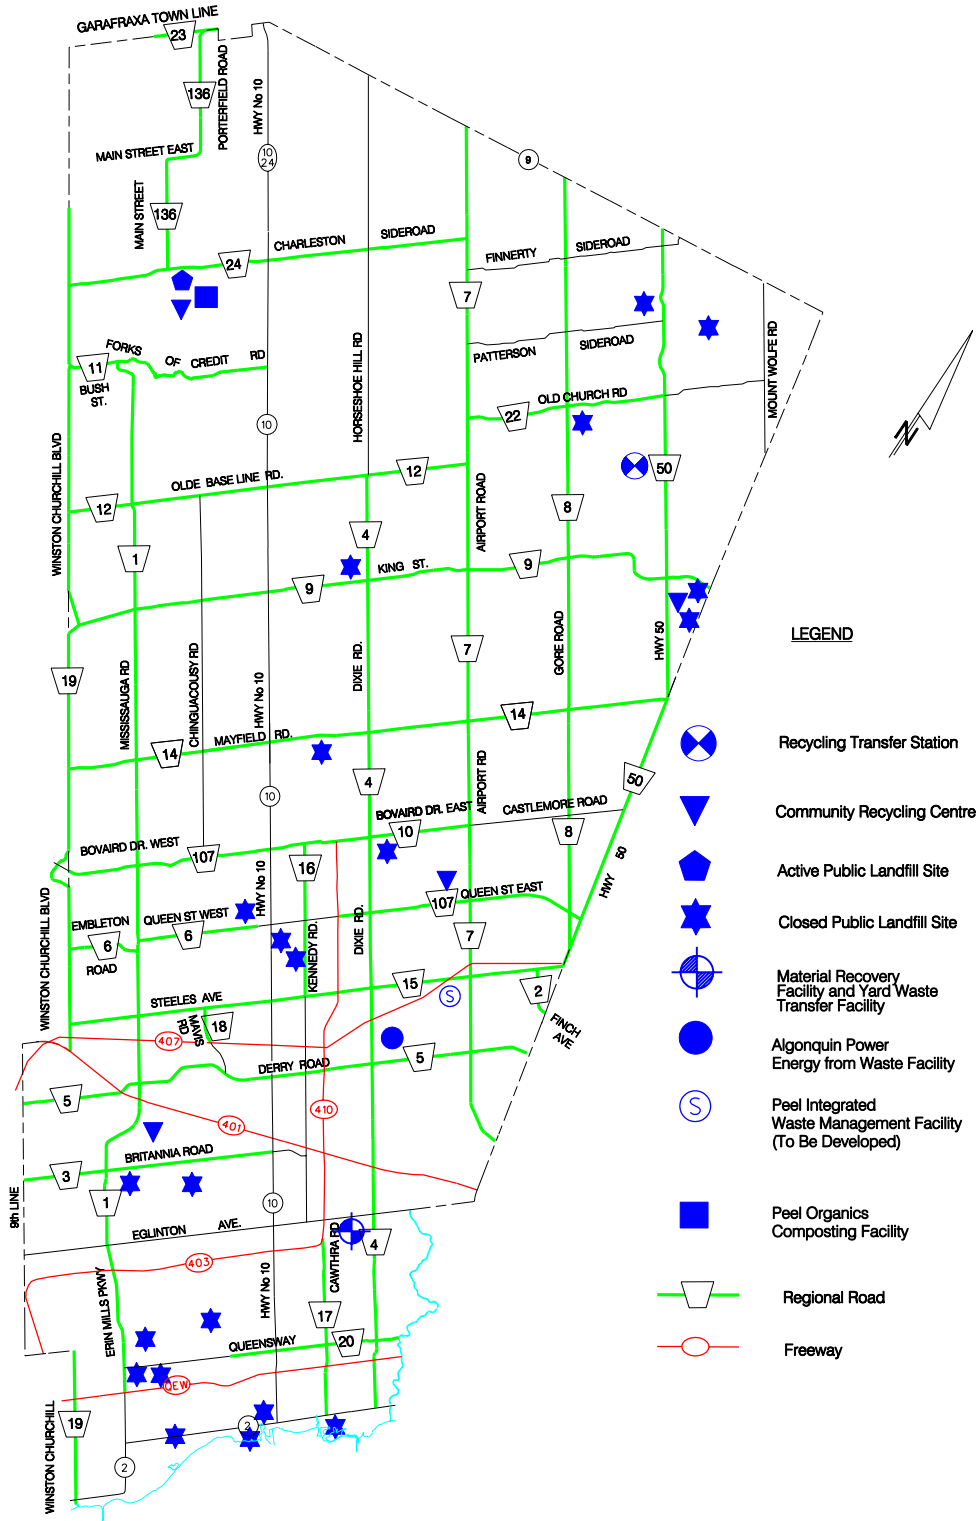 GARAFRAXA TOWN LINE
23
136
PORTERFIELD ROAD
HWY No 10
MAIN STREET EAST
10
24
9
MAIN STREET
136
CHARLESTON SIDEROAD
24
FINNERTY SIDEROAD
7
PATTERSON SIDEROAD
MOUNT WOLFE RD
FORKS OF CREDIT RD
11
BUSH
ST.
HORSESHOE HILL RD
OLD CHURCH RD
22
10
N
WINSTON CHURCHILL BLVD
OLDE BASE LINE RD.
12
12
50
AIRPORT ROAD
8
1
4
KING ST.
9
9
GORE ROAD
HWY 50
LEGEND
7
19
MISSISSAUGA RD
CHINGUACOUSY RD
HWY No 10
DIXIE RD.
14
MAYFIELD RD.
14
Recycling Transfer Station
10
4
AIRPORT RD
50
Community Recycling Centre
BOVAIRD DR. EAST
CASTLEMORE ROAD
10
8
BOVAIRD DR. WEST
107
16
HWY 50
Active Public Landfill Site
WINSTON CHURCHILL BLVD
HWY No 10
107
QUEEN ST EAST
EMBLETON
6
ROAD
QUEEN ST WEST
6
KENNEDY RD.
DIXIE RD.
7
Closed Public Landfill Site
STEELES AVE
15
2
S
Material Recovery
Facility and Yard Waste
Transfer Facility
MAVIS
RD
18
FINCH
AVE
407
DERRY ROAD
5
Algonquin Power
Energy from Waste Facility
5
410
401
S
Peel Integrated
Waste Management Facility
(To Be Developed)
BRITANNIA ROAD
3
1
9th LINE
10
EGLINTON AVE.
CAWTHRA RD
4
Peel Organics
Composting Facility
403
HWY No 10
ERIN MILLS PKWY
17
20
QUEENSWAY
Regional Road
Freeway
QEW
WINSTON CHURCHILL
19
2
2